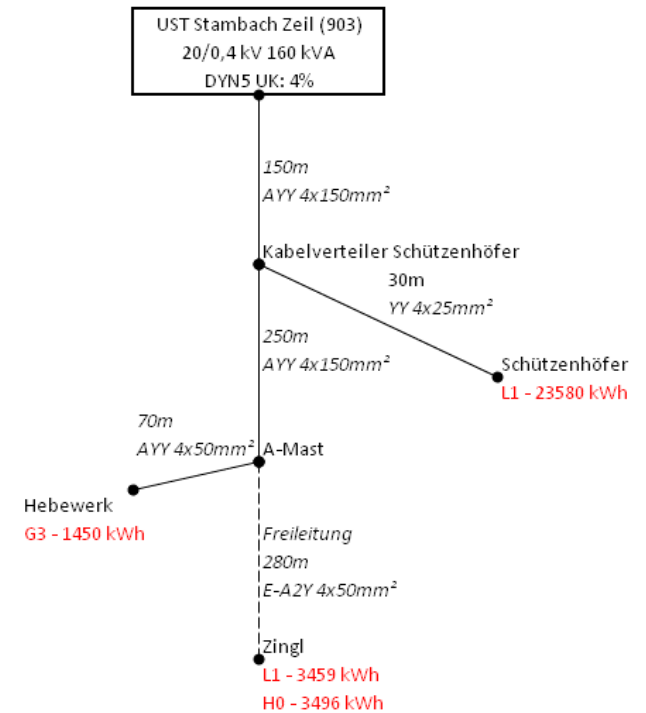 UST Stambach Zeil (903)
20/0,4 kV 160 kVA
DYN5 UK: 4%
150m
AYY 4x150mm²
Kabelverteiler Schützenhöfer
30m
YY 4x25mm²
250m
AYY 4x150mm²
Schützenhöfer
L1 - 23580 kWh
70m
AYY 4x50mm²
A-Mast
Hebewerk
G3 - 1450 kWh
Freileitung
280m
E-A2Y 4x50mm²
Zingl
L1 - 3459 kWh
H0 - 3496 kWh